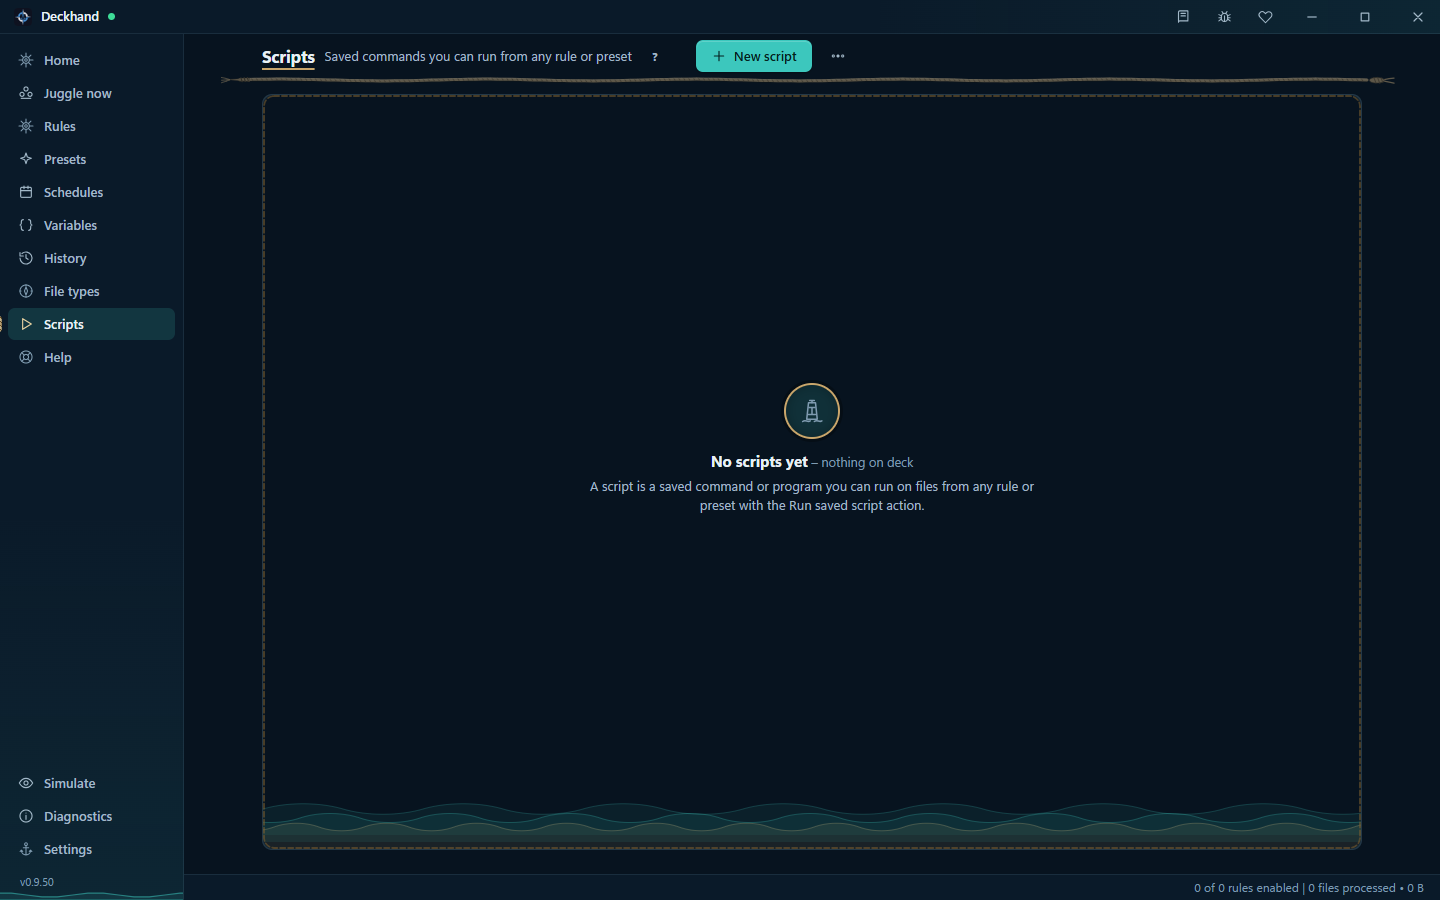 Deckhand
Home
Juggle now
Rules
Presets
Schedules
Variables
History
File types
Scripts
Help
Simulate
Diagnostics
Settings
v0.9.50
Scripts Saved commands you can run from any rule or preset ?
New script
No scripts yet – nothing on deck
A script is a saved command or program you can run on files from any rule or
preset with the Run saved script action.
0 of 0 rules enabled | 0 files processed • 0 B